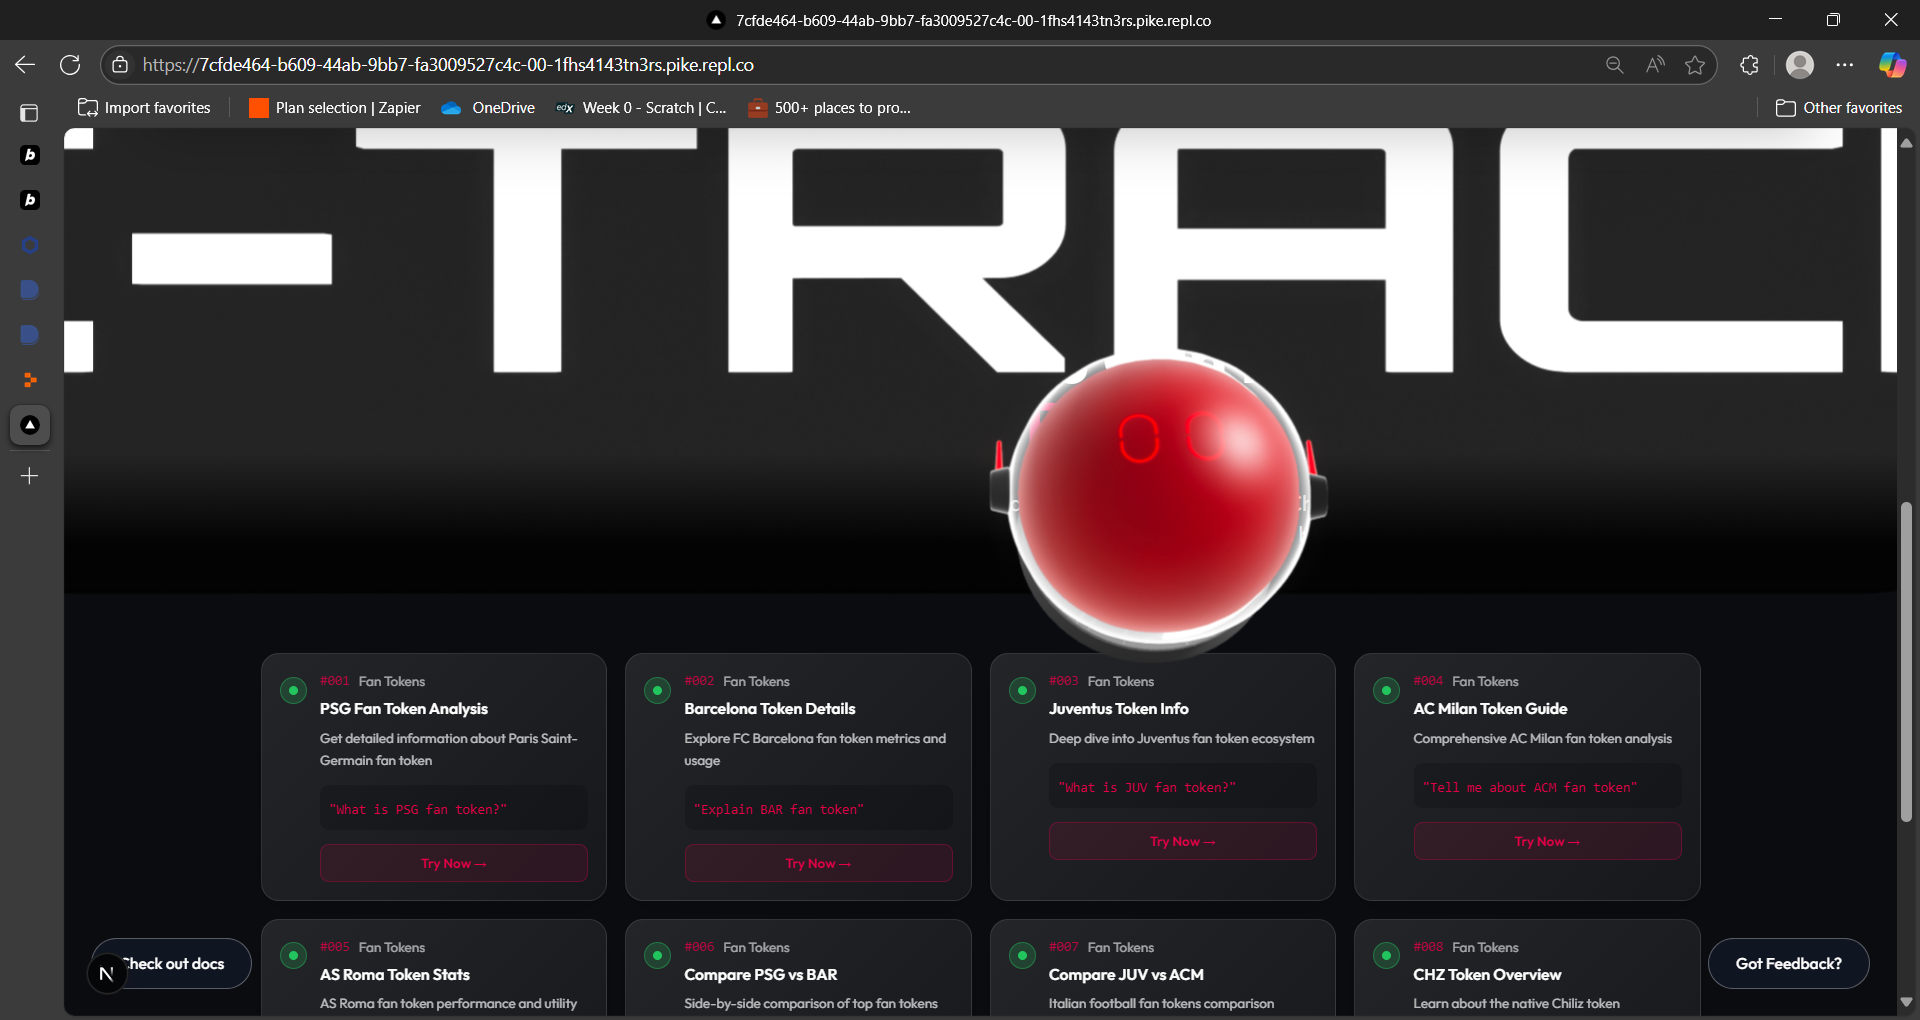 7cfde464-b609-44ab-9bb7-fa3009527c4c-00-1fhs4143tn3rs.pike.repl.co
https://7cfde464-b609-44ab-9bb7-fa3009527c4c-00-1fhs4143tn3rs.pike.repl.co
Import favorites
Plan selection | Zapier
OneDrive
edX Week 0 - Scratch | C...
500+ places to pro...
Other favorites
-TRAC
#001 Fan Tokens
PSG Fan Token Analysis
Get detailed information about Paris Saint-
Germain fan token
"What is PSG fan token?"
Try Now →
#002 Fan Tokens
Barcelona Token Details
Explore FC Barcelona fan token metrics and
usage
"Explain BAR fan token"
Try Now →
#003 Fan Tokens
Juventus Token Info
Deep dive into Juventus fan token ecosystem
"What is JUV fan token?"
Try Now →
#004 Fan Tokens
AC Milan Token Guide
Comprehensive AC Milan fan token analysis
"Tell me about ACM fan token"
Try Now →
#005 Fan Tokens
AS Roma Token Stats
AS Roma fan token performance and utility
#006 Fan Tokens
Compare PSG vs BAR
Side-by-side comparison of top fan tokens
#007 Fan Tokens
Compare JUV vs ACM
Italian football fan tokens comparison
#008 Fan Tokens
CHZ Token Overview
Learn about the native Chiliz token
N
Check out docs
Got Feedback?